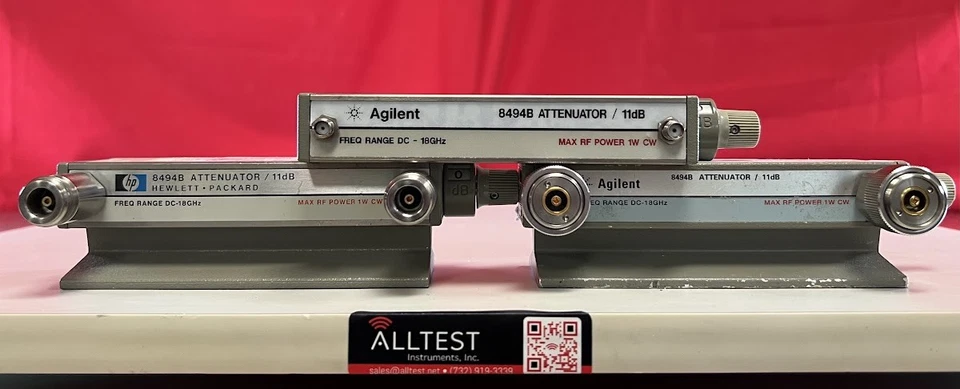 Agilent
8494B ATTENUATOR / 11dB
FREQ RANGE DC - 18GHz
MAX RF POWER 1W CW
hp
8494B ATTENUATOR / 11dB
HEWLETT • PACKARD
FREQ RANGE DC-18GHz
MAX RF POWER 1W CW
0
dB
Agilent
8494B ATTENUATOR / 11dB
EQ RANGE DC-18GHz
MAX RF POWER 1W CW
ALLTEST
Instruments, Inc.
sales@alltest.net • (732) 919-3339